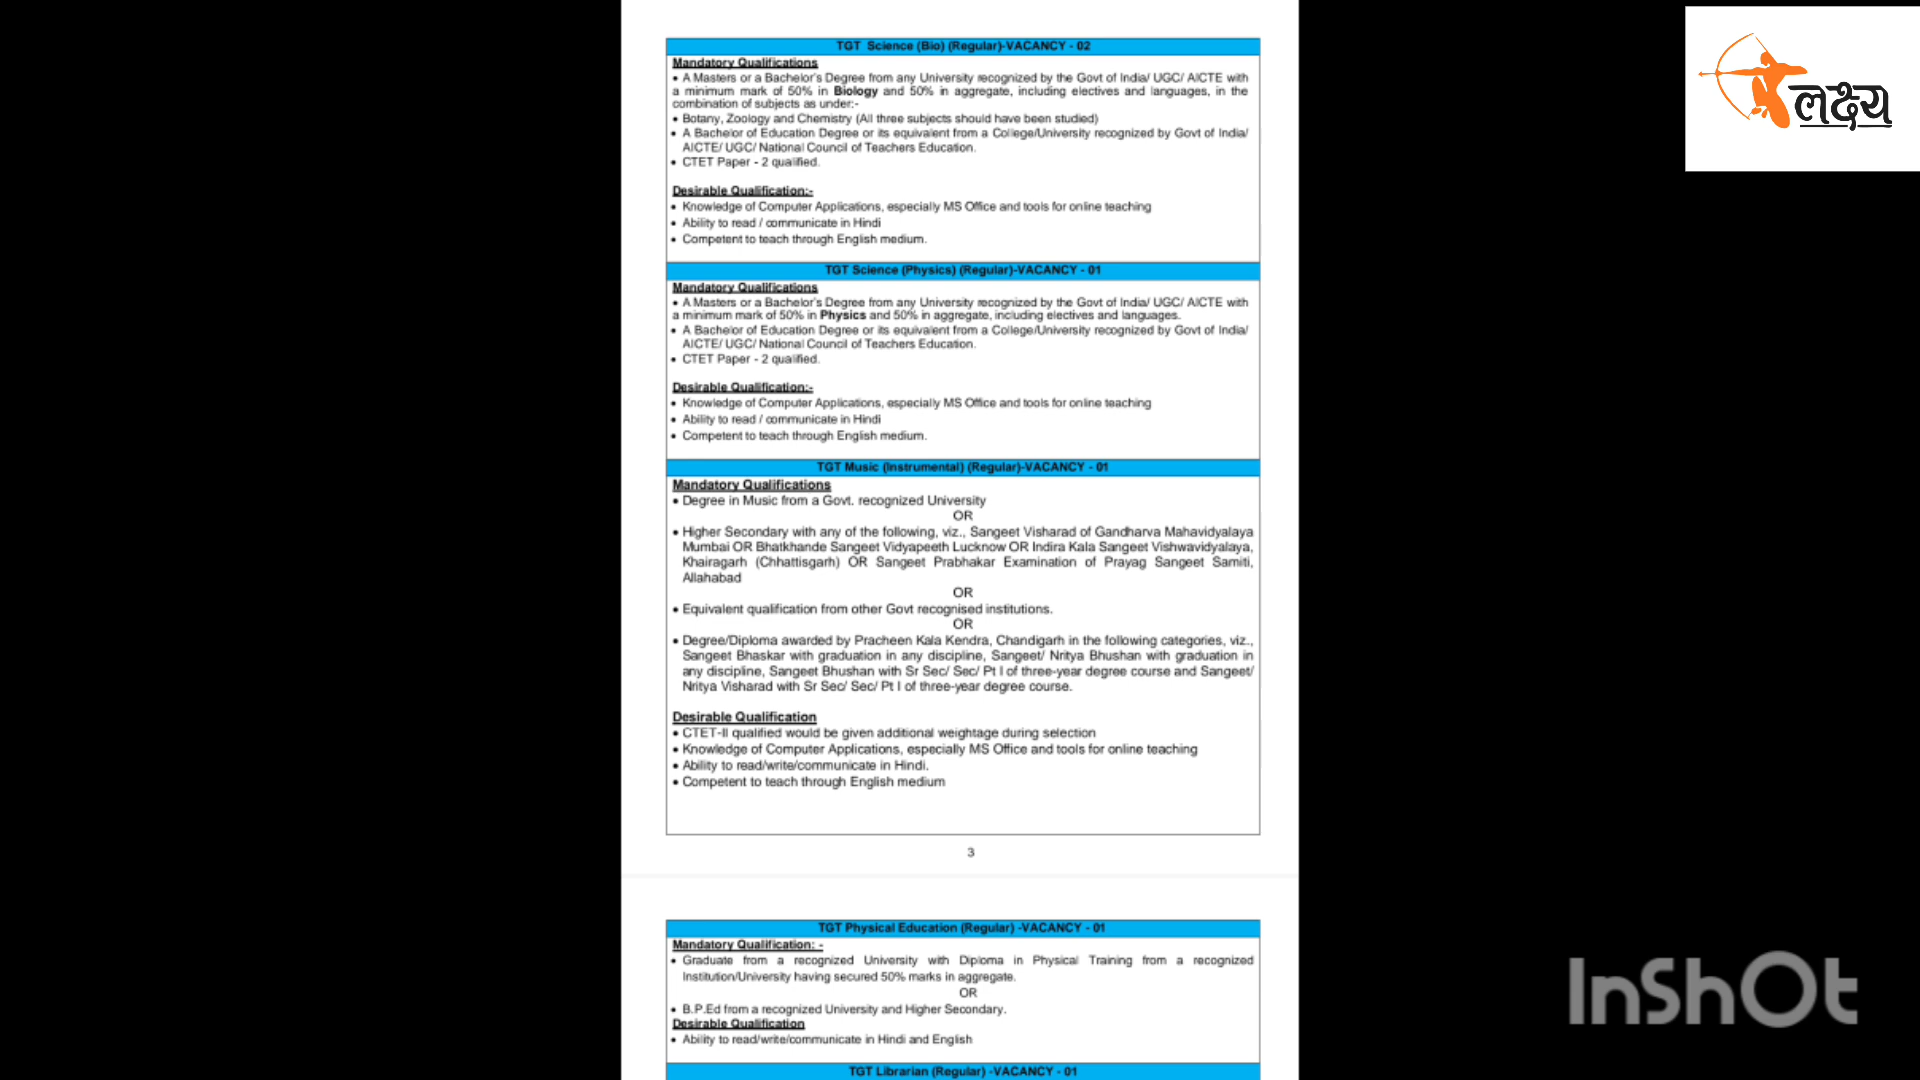 TGT Science (Bio) (Regular)-VACANCY - 02
Mandatory Qualifications
• A Masters or a Bachelor's Degree from any University recognized by the Govt of India/ UGC/ AICTE with
a minimum mark of 50% in Biology and 50% in aggregate, including electives and languages, in the
combination of subjects as under:-
• Botany, Zoology and Chemistry (All three subjects should have been studied)
• A Bachelor of Education Degree or its equivalent from a College/University recognized by Govt of India/
AICTE/ UGC/ National Council of Teachers Education.
• CTET Paper - 2 qualified.
Desirable Qualification:-
• Knowledge of Computer Applications, especially MS Office and tools for online teaching
• Ability to read / communicate in Hindi
• Competent to teach through English medium.
TGT Science (Physics) (Regular)-VACANCY - 01
Mandatory Qualifications
• A Masters or a Bachelor's Degree from any University recognized by the Govt of India/ UGC/ AICTE with
a minimum mark of 50% in Physics and 50% in aggregate, including electives and languages.
• A Bachelor of Education Degree or its equivalent from a College/University recognized by Govt of India/
AICTE/ UGC/ National Council of Teachers Education.
• CTET Paper - 2 qualified.
Desirable Qualification:-
• Knowledge of Computer Applications, especially MS Office and tools for online teaching
• Ability to read / communicate in Hindi
• Competent to teach through English medium.
TGT Music (Instrumental) (Regular)-VACANCY - 01
Mandatory Qualifications
• Degree in Music from a Govt. recognized University
OR
• Higher Secondary with any of the following, viz., Sangeet Visharad of Gandharva Mahavidyalaya
Mumbai OR Bhatkhande Sangeet Vidyapeeth Lucknow OR Indira Kala Sangeet Vishwavidyalaya,
Khairagarh (Chhattisgarh) OR Sangeet Prabhakar Examination of Prayag Sangeet Samiti,
Allahabad
OR
• Equivalent qualification from other Govt recognised institutions.
OR
• Degree/Diploma awarded by Pracheen Kala Kendra, Chandigarh in the following categories, viz.,
Sangeet Bhaskar with graduation in any discipline, Sangeet/ Nritya Bhushan with graduation in
any discipline, Sangeet Bhushan with Sr Sec/ Sec/ Pt I of three-year degree course and Sangeet/
Nritya Visharad with Sr Sec/ Sec/ Pt I of three-year degree course.
Desirable Qualification
• CTET-II qualified would be given additional weightage during selection
• Knowledge of Computer Applications, especially MS Office and tools for online teaching
• Ability to read/write/communicate in Hindi.
• Competent to teach through English medium
3
TGT Physical Education (Regular) -VACANCY - 01
Mandatory Qualification: -
• Graduate from a recognized University with Diploma in Physical Training from a recognized
Institution/University having secured 50% marks in aggregate.
OR
• B.P.Ed from a recognized University and Higher Secondary.
Desirable Qualification
• Ability to read/write/communicate in Hindi and English
TGT Librarian (Regular) -VACANCY - 01
लक्ष्य
InShOt